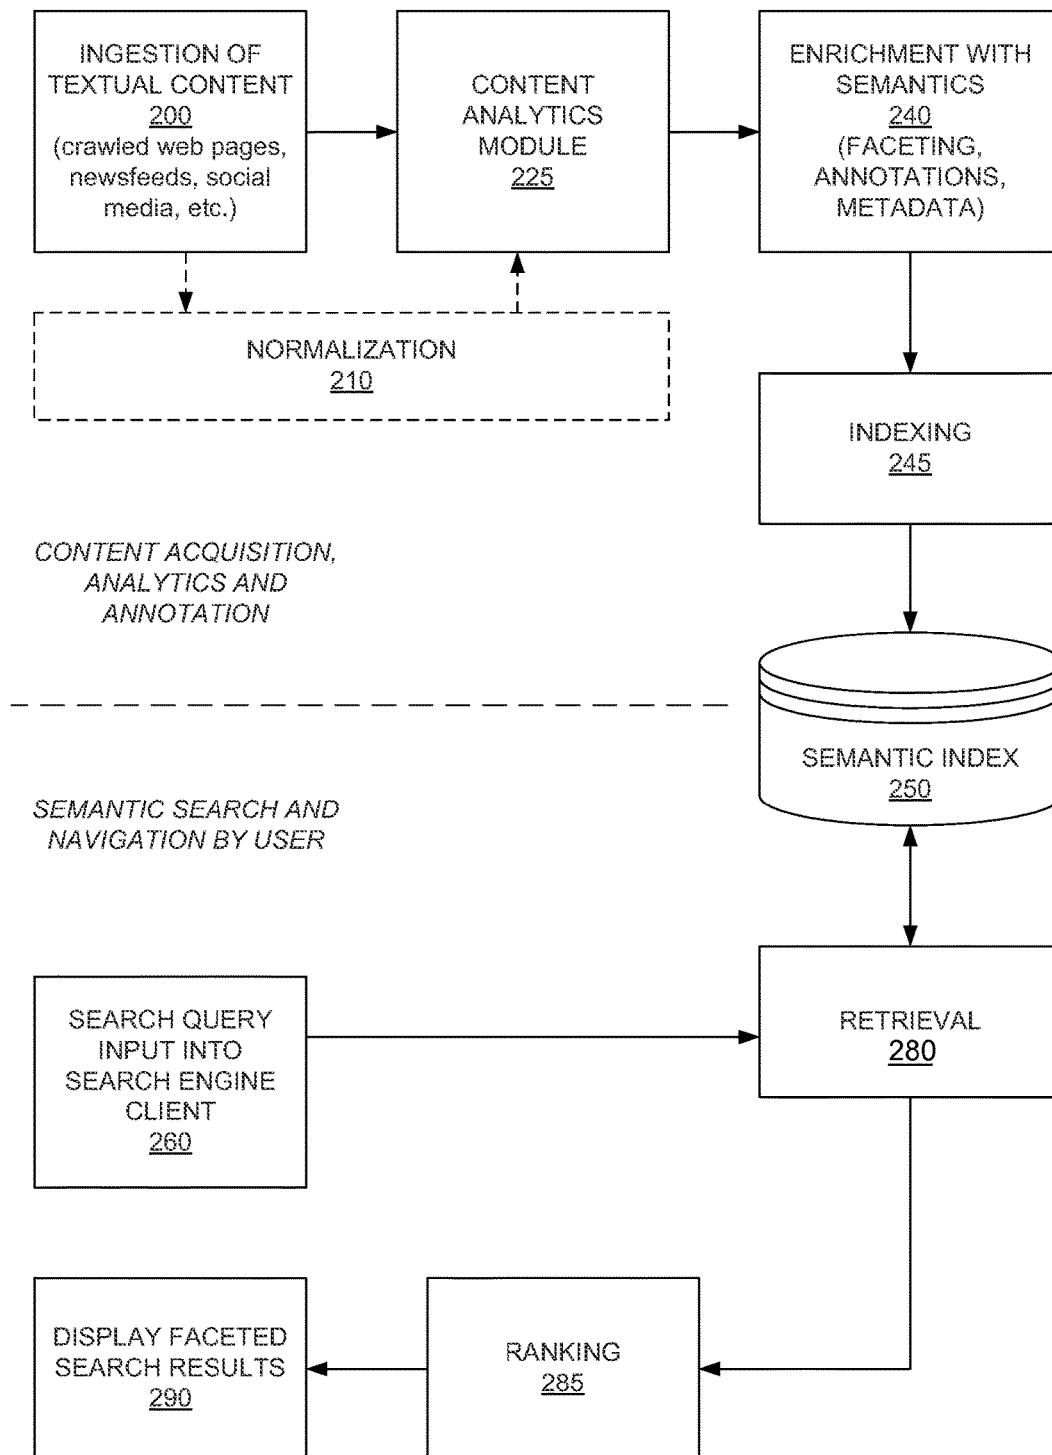 INGESTION OF
TEXTUAL CONTENT
200
(crawled web pages,
newsfeeds, social
media, etc.)
CONTENT
ANALYTICS
MODULE
225
ENRICHMENT WITH
SEMANTICS
240
(FACETING,
ANNOTATIONS,
METADATA)
NORMALIZATION
210
INDEXING
245
CONTENT ACQUISITION,
ANALYTICS AND
ANNOTATION
SEMANTIC INDEX
250
SEMANTIC SEARCH AND
NAVIGATION BY USER
SEARCH QUERY
INPUT INTO
SEARCH ENGINE
CLIENT
260
RETRIEVAL
280
DISPLAY FACETED
SEARCH RESULTS
290
RANKING
285